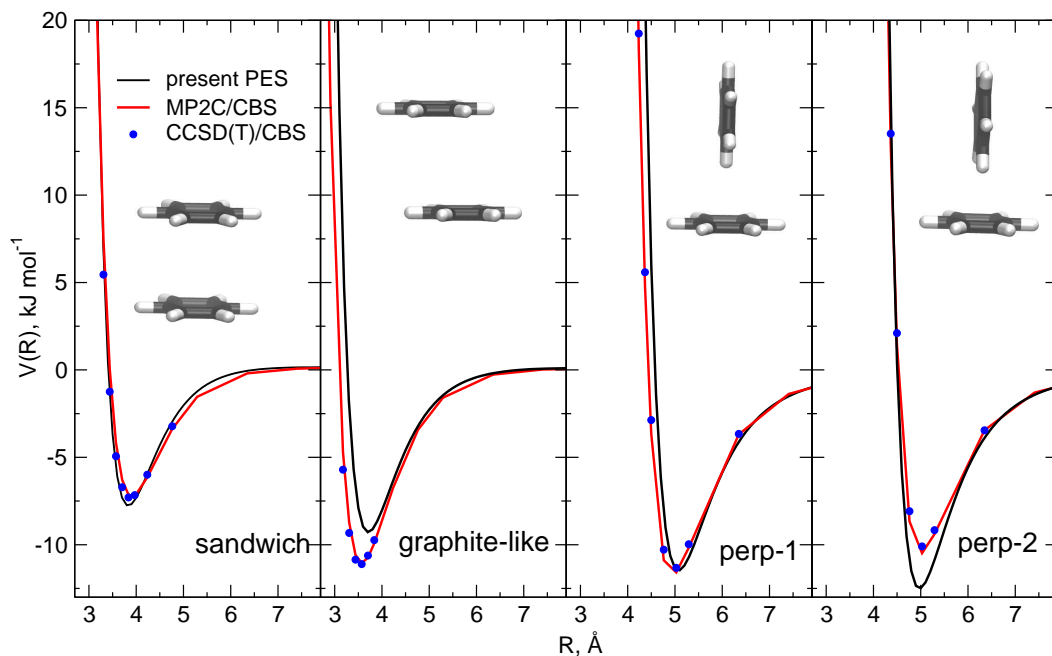 20
15
10
5
0
-5
-10
V(R), kJ mol⁻¹
present PES
MP2C/CBS
CCSD(T)/CBS
sandwich
graphite-like
perp-1
perp-2
3 4 5 6 7 3 4 5 6 7 3 4 5 6 7 3 4 5 6 7
R, Å